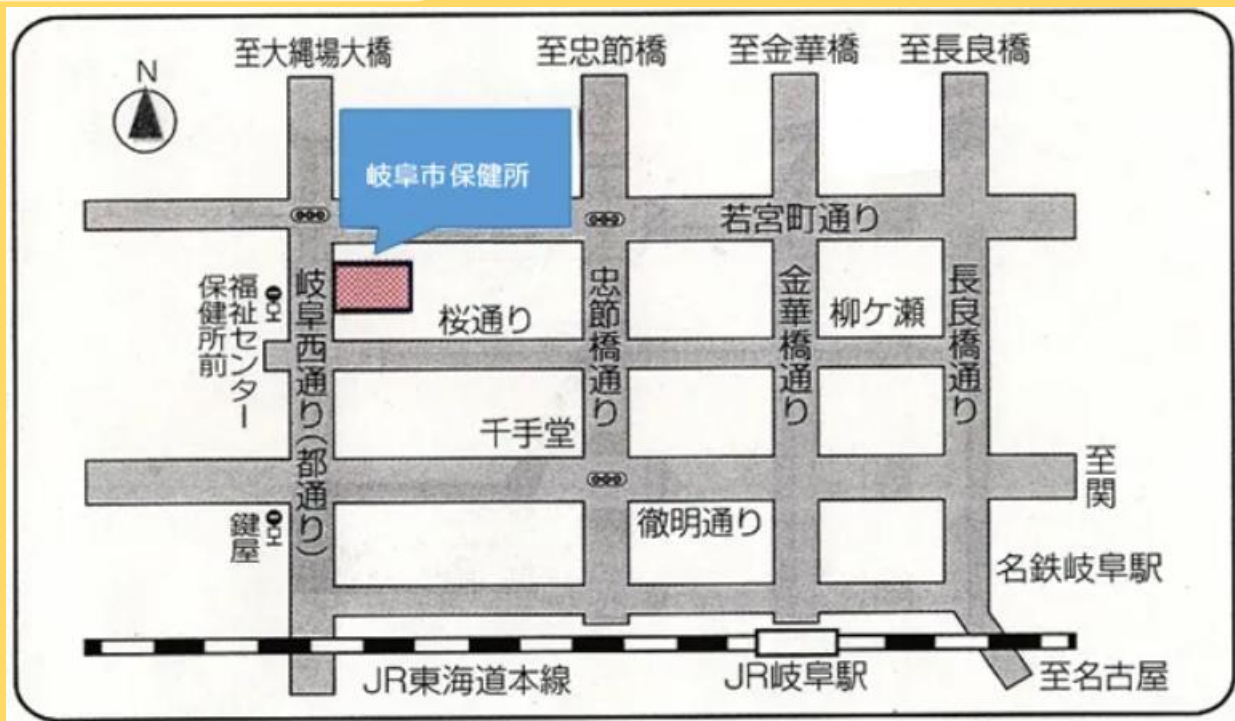 至大縄場大橋
至忠節橋
至金華橋
至長良橋
N
岐阜市保健所
若宮町通り
福祉センター
保健所前
岐阜西通り(都通り)
桜通り
忠節橋通り
金華橋通り
柳ケ瀬
長良橋通り
千手堂
至関
鍵屋
徹明通り
名鉄岐阜駅
JR東海道本線
JR岐阜駅
至名古屋